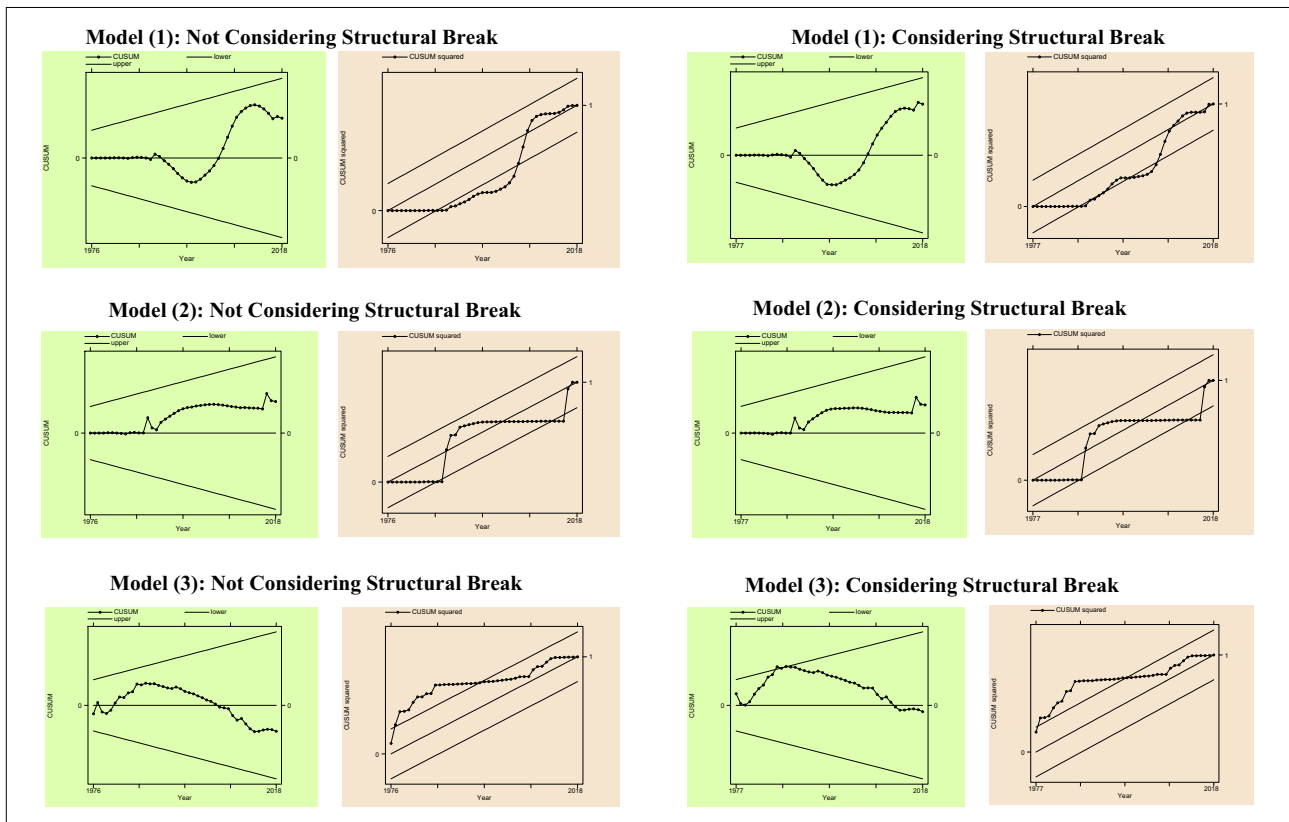 Model (1): Not Considering Structural Break
CUSUM lower
upper
CUSUM
0 0
1976 2018
Year
CUSUM squared
CUSUM squared
1
0
1976 2018
Year
Model (1): Considering Structural Break
CUSUM lower
upper
CUSUM
0 0
1977 2018
Year
CUSUM squared
CUSUM squared
1
0
1977 2018
Year
Model (2): Not Considering Structural Break
CUSUM lower
upper
CUSUM
0 0
1976 2018
Year
CUSUM squared
CUSUM squared
1
0
1976 2018
Year
Model (2): Considering Structural Break
CUSUM lower
upper
CUSUM
0 0
1977 2018
Year
CUSUM squared
CUSUM squared
1
0
1977 2018
Year
Model (3): Not Considering Structural Break
CUSUM lower
upper
CUSUM
0 0
1976 2018
Year
CUSUM squared
CUSUM squared
1
0
1976 2018
Year
Model (3): Considering Structural Break
CUSUM lower
upper
CUSUM
0 0
1977 2018
Year
CUSUM squared
CUSUM squared
1
0
1977 2018
Year